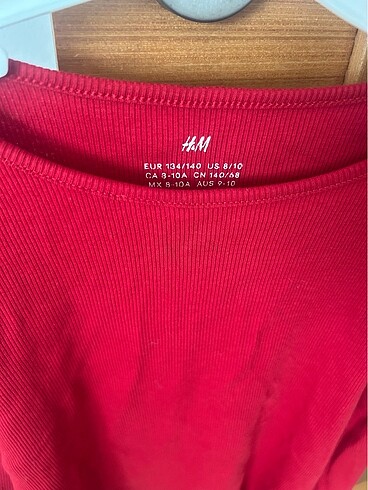 H&M
EUR 134/140 US 8/10
CA 8-10A CN 140/68
MX 8-10A AUS 9-10